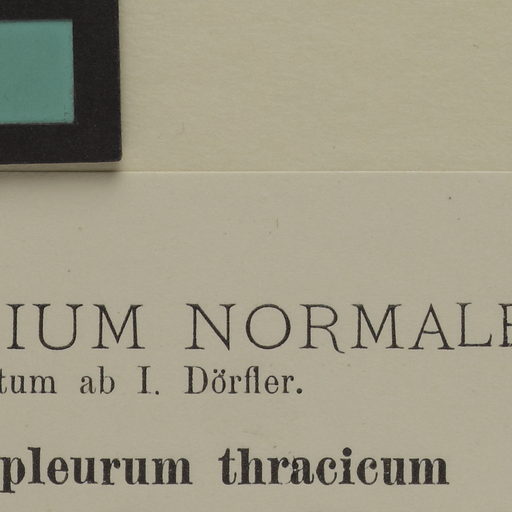 IUM NORMALE
tum ab I. Dörfler.
pleurum thracicum